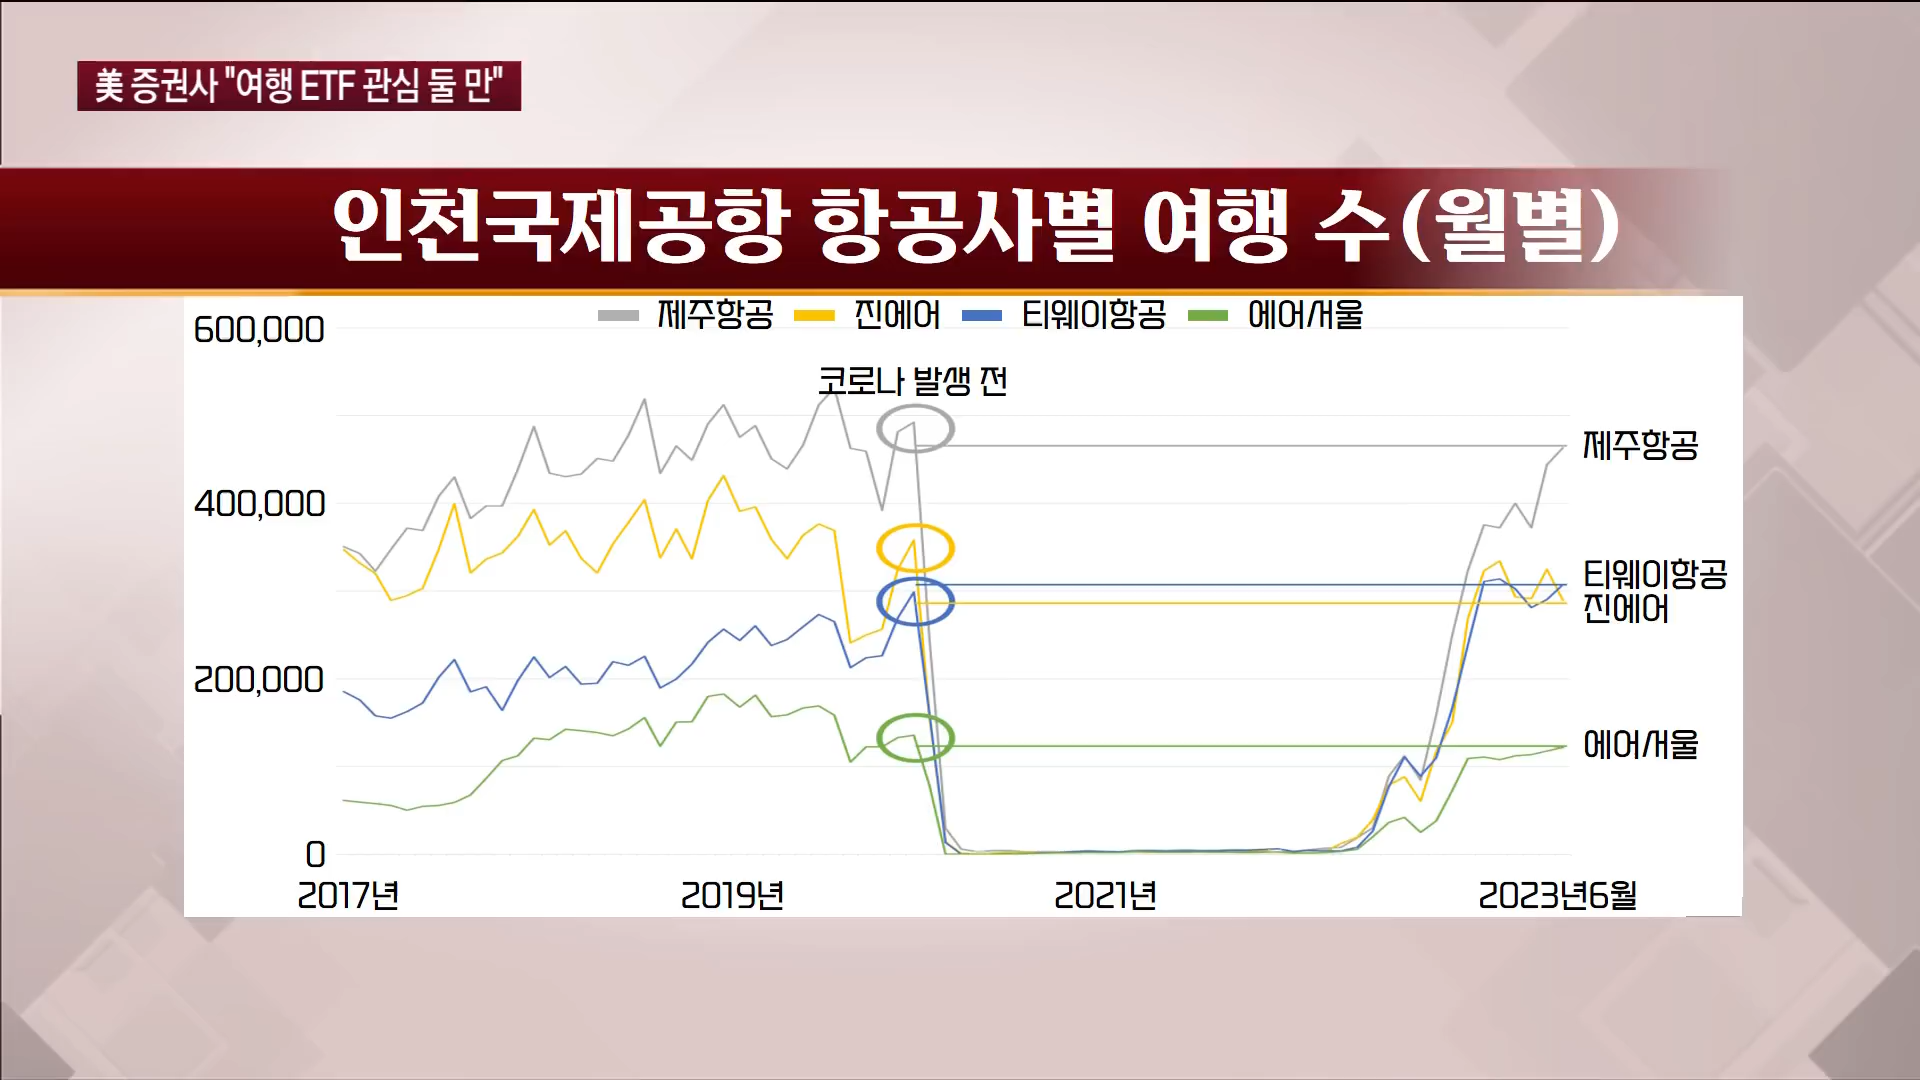 美 증권사 "여행 ETF 관심 둘 만"
인천국제공항 항공사별 여행 수(월별)
제주항공 진에어 티웨이항공 에어서울
600,000
코로나 발생 전
제주항공
400,000
티웨이항공
진에어
200,000
에어서울
0
2017년 2019년 2021년 2023년6월